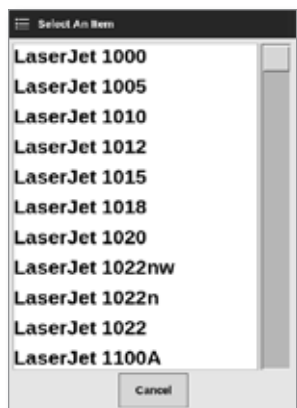 Select An Item
LaserJet 1000
LaserJet 1005
LaserJet 1010
LaserJet 1012
LaserJet 1015
LaserJet 1018
LaserJet 1020
LaserJet 1022nw
LaserJet 1022n
LaserJet 1022
LaserJet 1100A
Cancel